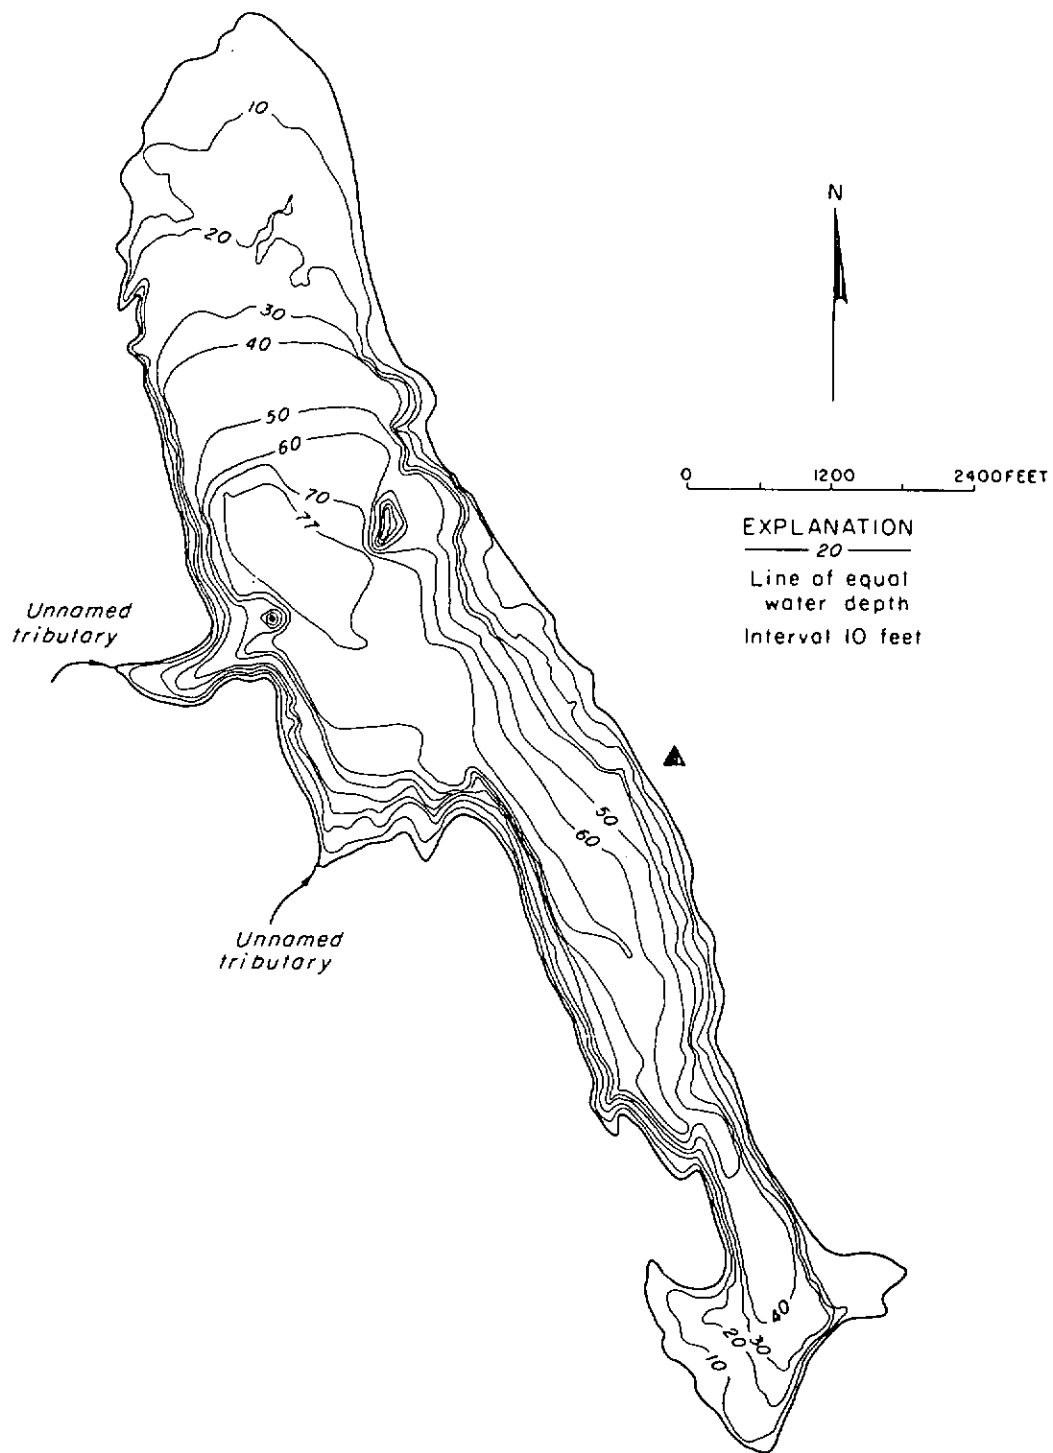 10
20
30
40
50
60
70
77
N
0 1200 2400 FEET
EXPLANATION
20
Line of equal
water depth
Interval 10 feet
Unnamed
tributary
50
60
Unnamed
tributary
40
30
20
10